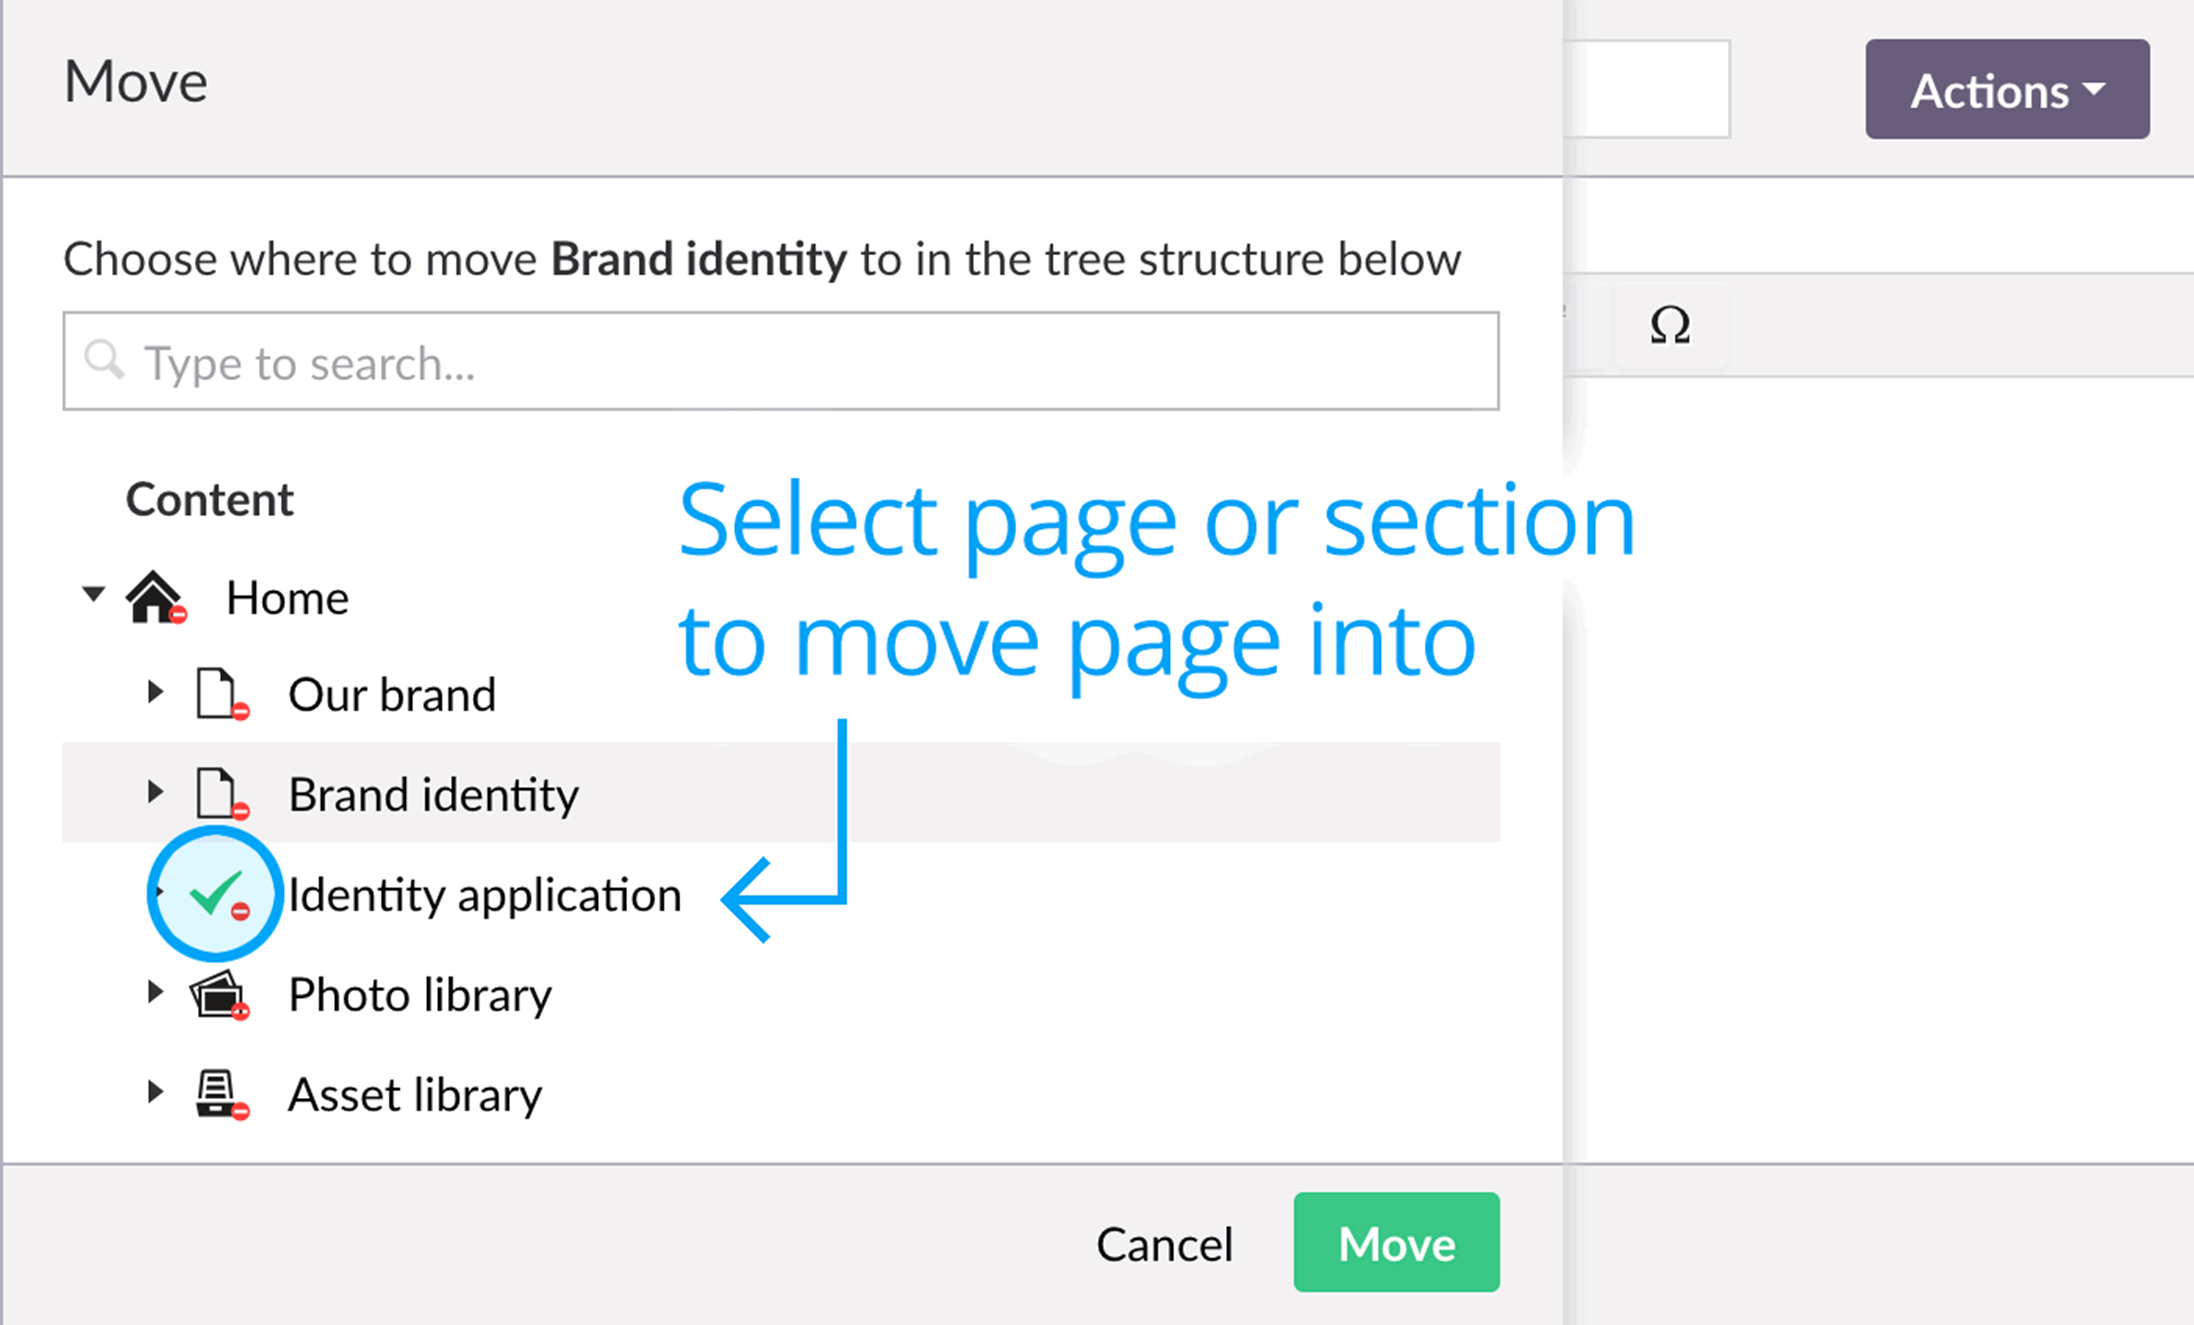 Move
Actions
Choose where to move Brand identity to in the tree structure below
Type to search...
Ω
Content
Select page or section
to move page into
Home
Our brand
Brand identity
Identity application
Photo library
Asset library
Cancel
Move